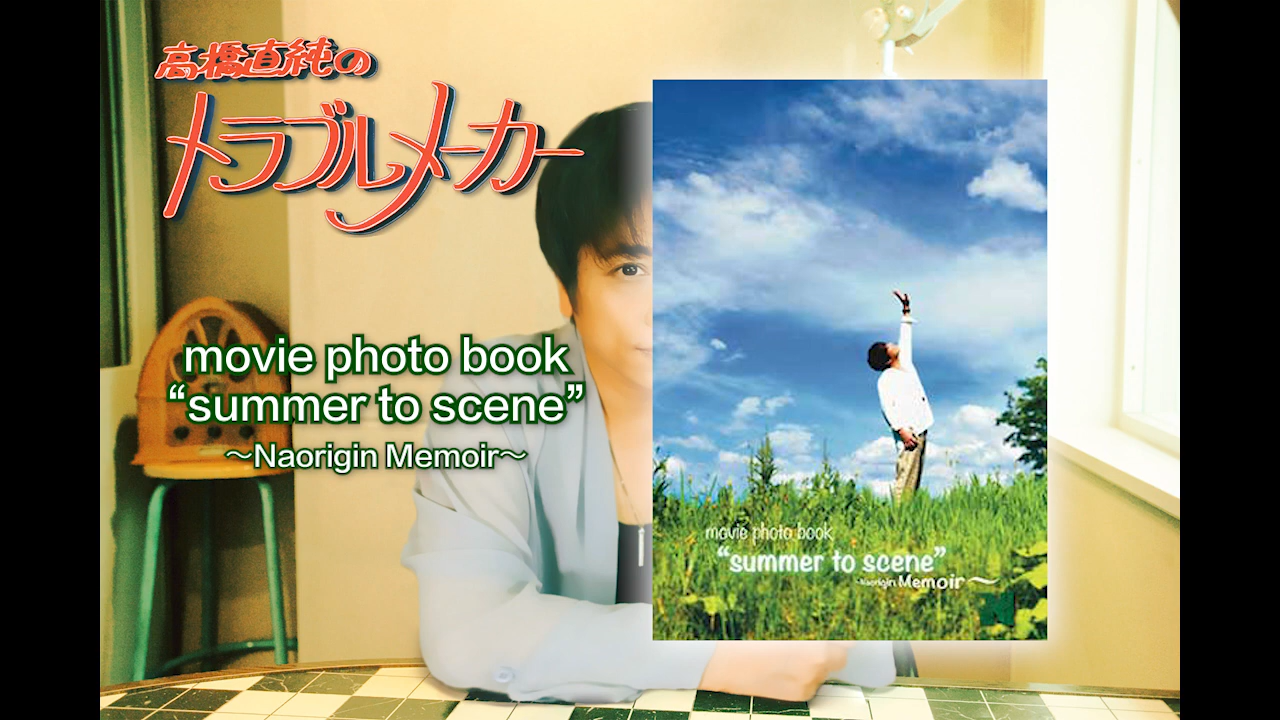 高橋直純の
トラブルメーカー
movie photo book
“summer to scene”
～Naorigin Memoir～
movie photo book
“summer to scene”
~Naorigin Memoir～